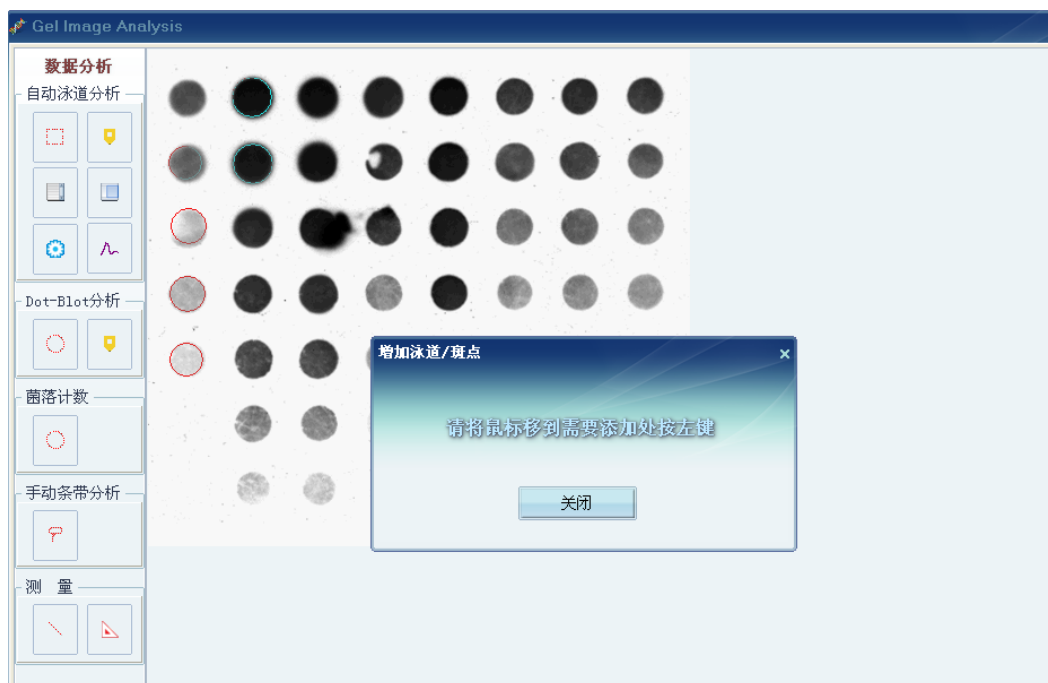 Gel Image Analysis
数据分析
自动泳道分析
Dot-Blot分析
菌落计数
手动条带分析
测 量
增加泳道/斑点
请将鼠标移到需要添加处按左键
关闭